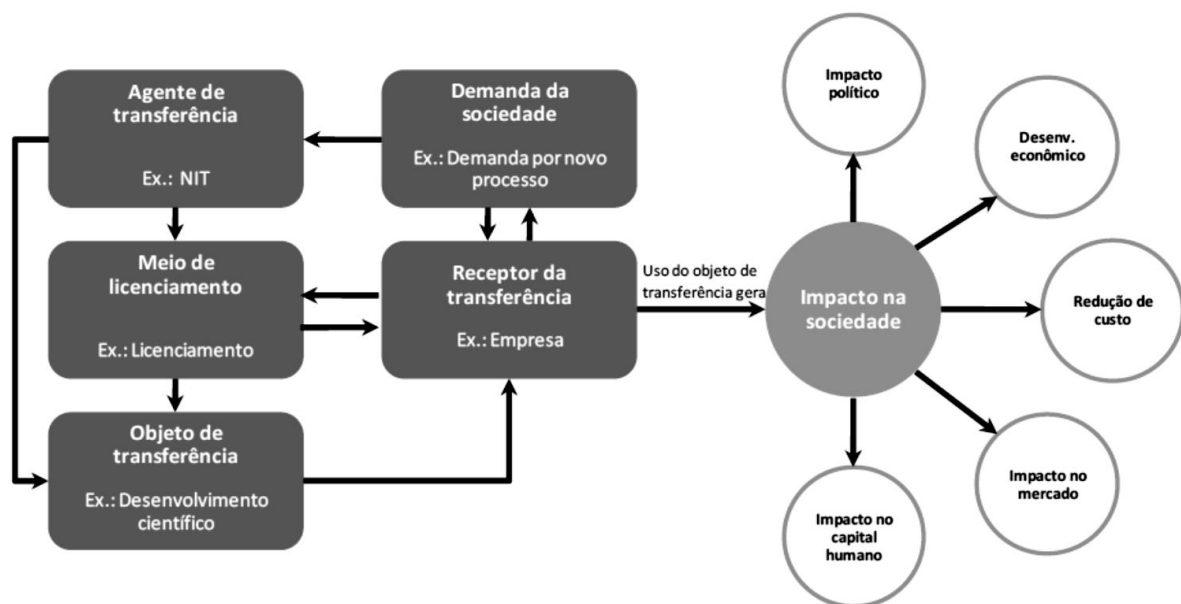 Agente de
transferência
Ex.: NIT
Demanda da
sociedade
Ex.: Demanda por novo
processo
Meio de
licenciamento
Ex.: Licenciamento
Receptor da
transferência
Ex.: Empresa
Objeto de
transferência
Ex.: Desenvolvimento
científico
Uso do objeto de
transferência gera
Impacto na
sociedade
Impacto
político
Desenv.
econômico
Redução de
custo
Impacto no
mercado
Impacto no
capital
humano